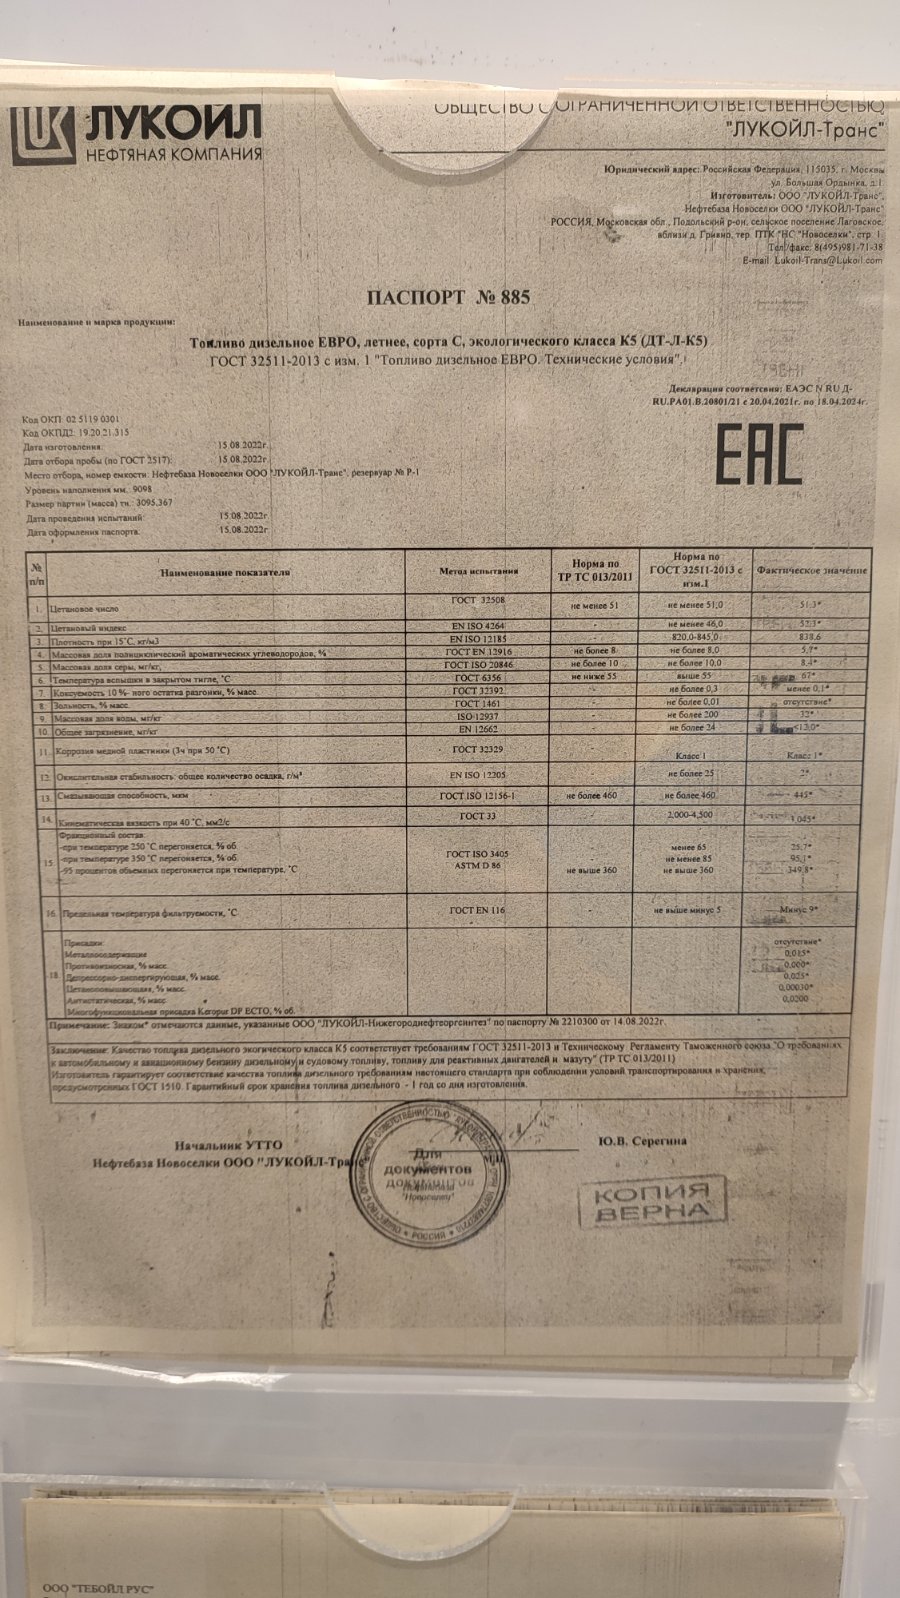 ЛУКОЙЛ
НЕФТЯНАЯ КОМПАНИЯ
ОБЩЕСТВО С ОГРАНИЧЕННОЙ ОТВЕТСТВЕННОСТЬЮ
"ЛУКОЙЛ-Транс"
Юридический адрес: Российская Федерация, 115035, г. Москвы
ул. Большая Ордынка, д.1.
Изготовитель: ООО "ЛУКОЙЛ-Транс",
Нефтебаза Новоселки ООО "ЛУКОЙЛ-Транс"
РОССИЯ, Московская обл., Подольский р-он, сельское поселение Лаговское,
вблизи д. Гривно, тер. ПТК "НС "Новоселки", стр. 1.
Тел/факс: 8(495)981-71-38
E-mail: Lukoil-Trans@Lukoil.com
ПАСПОРТ № 885
Наименование и марка продукции:
Топливо дизельное ЕВРО, летнее, сорта С, экологического класса К5 (ДТ-Л-К5)
ГОСТ 32511-2013 с изм. 1 "Топливо дизельное ЕВРО. Технические условия".
Декларация соответсвия: ЕАЭС N RU Д-
RU.РА01.В.20801/21 с 20.04.2021г. по 18.04.2024г.
Код ОКП 02 5119 0301
Код ОКПД2: 19.20.21.315
Дата изготовления: 15.08.2022г.
Дата отбора пробы (по ГОСТ 2517): 15.08.2022г.
Место отбора, номер емкости: Нефтебаза Новоселки ООО "ЛУКОЙЛ-Транс", резервуар № Р-1
Уровень наполнения мм. 9098
Размер партии (масса) тн. 3095,367
Дата проведения испытаний: 15.08.2022г
Дата оформления паспорта: 15.08.2022г
EAC
№ п/п Наименование показателя Метод испытания Норма по ТР ТС 013/2011 Норма по ГОСТ 32511-2013 с изм.1 Фактическое значение
1. Цетановое число ГОСТ 32508 не менее 51 не менее 51,0 51,3*
2. Цетановый индекс EN ISO 4264 - не менее 46,0 52,3*
3. Плотность при 15˚С, кг/м3 EN ISO 12185 - 820,0-845,0 838,6
4. Массовая доля полициклический ароматических углеводородов, % ГОСТ EN 12916 не более 8 не более 8,0 5,7*
5. Массовая доля серы, мг/кг, ГОСТ ISO 20846 не более 10 не более 10,0 8,4*
6. Температура вспышки в закрытом тигле, ˚С ГОСТ 6356 не ниже 55 выше 55 67*
7. Коксуемость 10 %- ного остатка разгонки, % масс. ГОСТ 32392 - не более 0,3 менее 0,1*
8. Зольность, % масс. ГОСТ 1461 - не более 0,01 отсутствие*
9. Массовая доля воды, мг/кг ISO 12937 - не более 200 32*
10. Общее загрязнение, мг/кг EN 12662 - не более 24 <12,0*
11. Коррозия медной пластинки (3ч при 50 ˚С) ГОСТ 32329 - Класс 1 Класс 1*
12. Окислительная стабильность: общее количество осадка, г/м³ EN ISO 12205 не более 25 2*
13. Смазывающая способность, мкм ГОСТ ISO 12156-1 не более 460 не более 460 445*
14. Кинематическая вязкость при 40 ˚С, мм2/с ГОСТ 33 - 2,000-4,500
15. Фракционный состав:
-при температуре 250 ˚С перегоняется, % об. ГОСТ ISO 3405 менее 65 25,7*
-при температуре 350 ˚С перегоняется, % об. ASTM D 86 не менее 85 95,1*
-95 процентов объемных перегоняется при температуре, ˚С не выше 360 не выше 360 349,8*
16. Предельная температура фильтруемости, ˚С ГОСТ EN 116 - не выше минус 5 Минус 9*
18. Присадки:
Металлосодержащие отсутствие*
Противоизносная, % масс. 0,015*
Депрессорно-диспергирующая, % масс. 0,000*
Цетаноповышающая, % масс. 0,025*
Антистатическая, % масс. 0,00030*
Многофункциональная присадка Keropur DP ЕСТО, % об. 0,0200
Примечание: Знаком* отмечаются данные, указанные ООО "ЛУКОЙЛ-Нижегороднефтеоргсинтез" по паспорту № 2210300 от 14.08.2022г.
Заключение: Качество топлива дизельного экогического класса К5 соответствует требованиям ГОСТ 32511-2013 и Техническому Регламенту Таможенного союза "О требованиях
к автомобильному и авиационному бензину дизельному и судовому топливу, топливу для реактивных двигателей и мазуту" (ТР ТС 013/2011)
Изготовитель гарантирует соответствие качества топлива дизельного требованиям настоящего стандарта при соблюдении условий транспортирования и хранения,
предусмотренных ГОСТ 1510. Гарантийный срок хранения топлива дизельного - 1 год со дня изготовления.
Начальник УТТО
Нефтебаза Новоселки ООО "ЛУКОЙЛ-Транс"
Ю.В. Серегина
М.П.
Для
документов
"Новоселки"
РОССИЯ
КОПИЯ
ВЕРНА
ООО "ТЕБОЙЛ РУС"